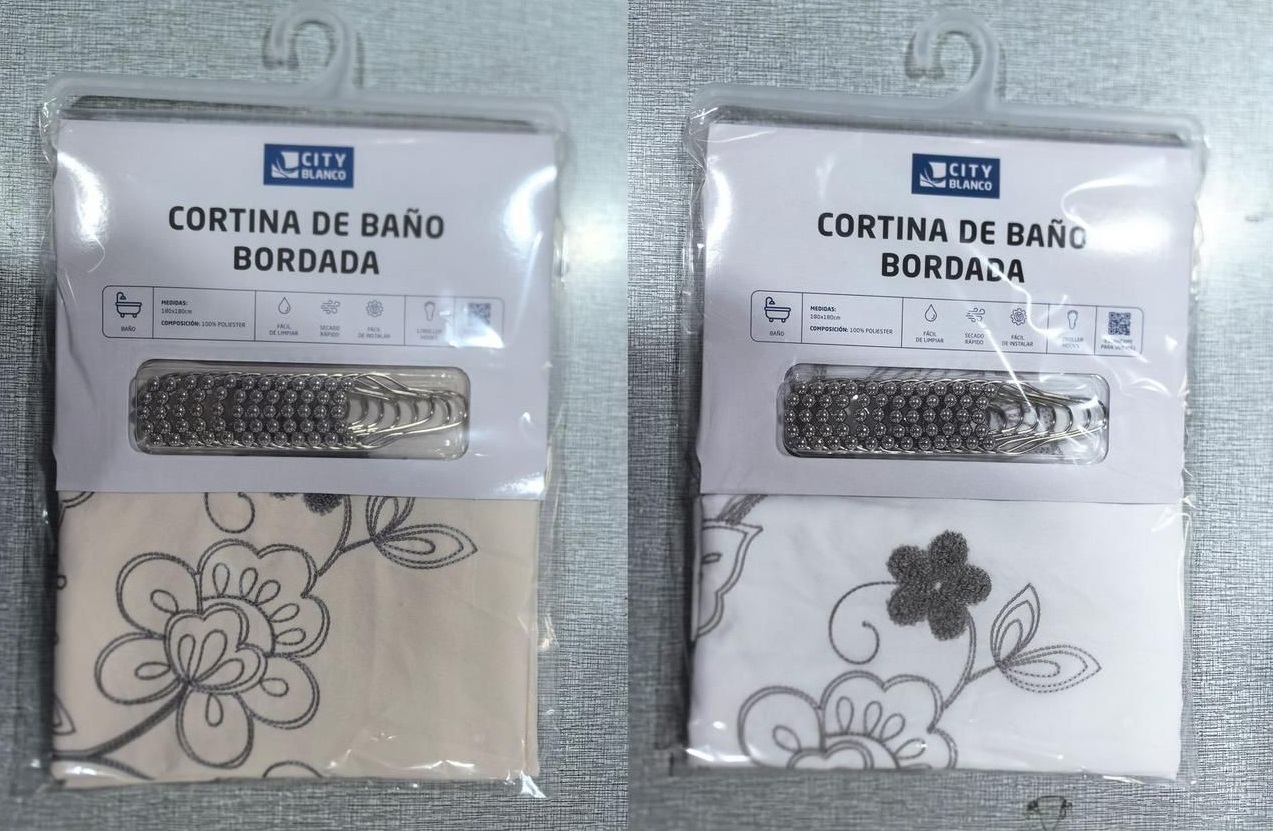 CITY
BLANCO
CORTINA DE BAÑO
BORDADA
BAÑO
MEDIDAS:
180x180cm
COMPOSICIÓN: 100% POLIESTER
FÁCIL
DE LIMPIAR
SECADO
RÁPIDO
FÁCIL
DE INSTALAR
HOOKS
CITY
BLANCO
CORTINA DE BAÑO
BORDADA
BAÑO
MEDIDAS:
180x180cm
COMPOSICIÓN: 100% POLIESTER
FÁCIL
DE LIMPIAR
SECADO
RÁPIDO
FÁCIL
DE INSTALAR
HOOKS